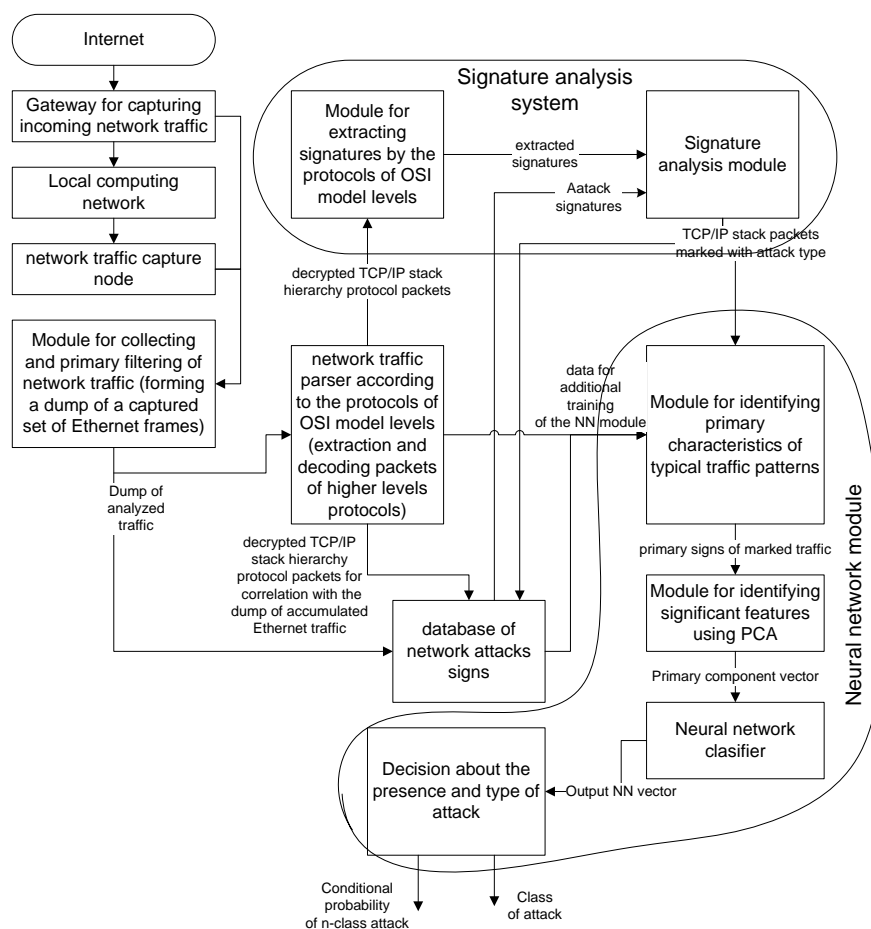 Internet
Gateway for capturing
incoming network traffic
Local computing
network
network traffic capture
node
Module for collecting
and primary filtering of
network traffic (forming
a dump of a captured
set of Ethernet frames)
Dump of
analyzed
traffic
Signature analysis
system
Module for
extracting
signatures by the
protocols of OSI
model levels
extracted
signatures
Aatack
signatures
Signature
analysis module
TCP/IP stack packets
marked with attack type
decrypted TCP/IP stack
hierarchy protocol packets
network traffic
parser according
to the protocols of
OSI model levels
(extraction and
decoding packets
of higher levels
protocols)
data for
additional
training
of the NN module
Module for identifying
primary
characteristics of
typical traffic patterns
decrypted TCP/IP
stack hierarchy
protocol packets for
correlation with the
dump of accumulated
Ethernet traffic
database of
network attacks
signs
primary signs of marked traffic
Module for identifying
significant features
using PCA
Primary component vector
Neural network
clasifier
Neural network module
Output NN vector
Decision about the
presence and type of
attack
Conditional
probability
of n-class attack
Class
of attack